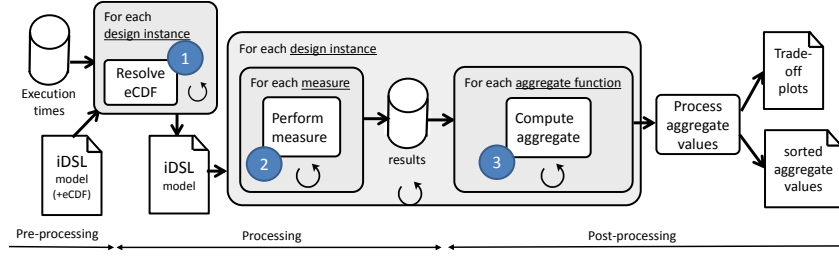 For each
design instance
1
Resolve
eCDF
Execution
times
iDSL
model
(+eCDF)
iDSL
model
For each design instance
For each measure
Perform
measure
2
results
For each aggregate function
Compute
aggregate
3
Process
aggregate
values
Trade-
off
plots
sorted
aggregate
values
Pre-processing
Processing
Post-processing